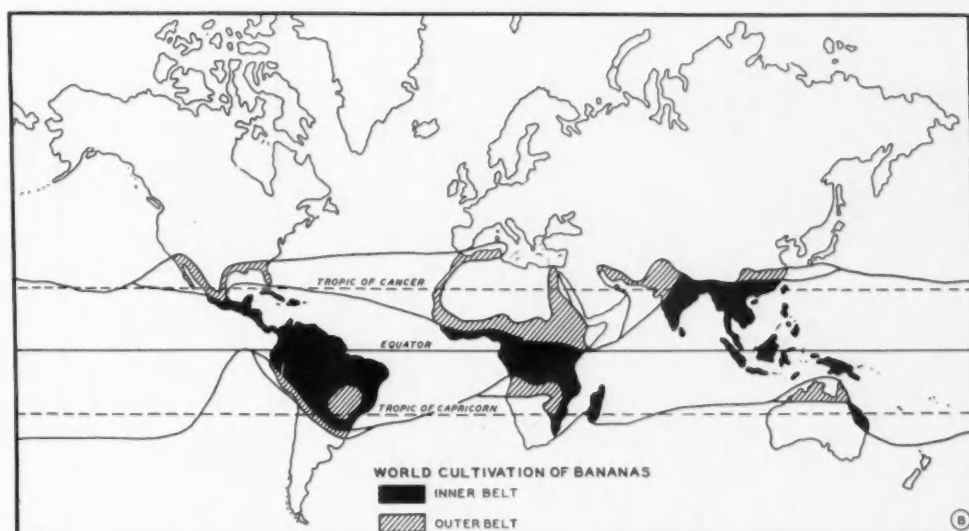 TROPIC OF CANCER
EQUATOR
TROPIC OF CAPRICORN
WORLD CULTIVATION OF BANANAS
INNER BELT
OUTER BELT
B